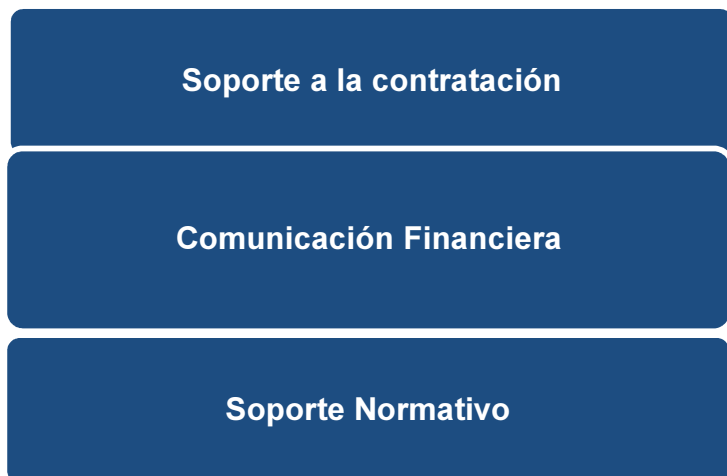 Soporte a la contratación
Comunicación Financiera
Soporte Normativo